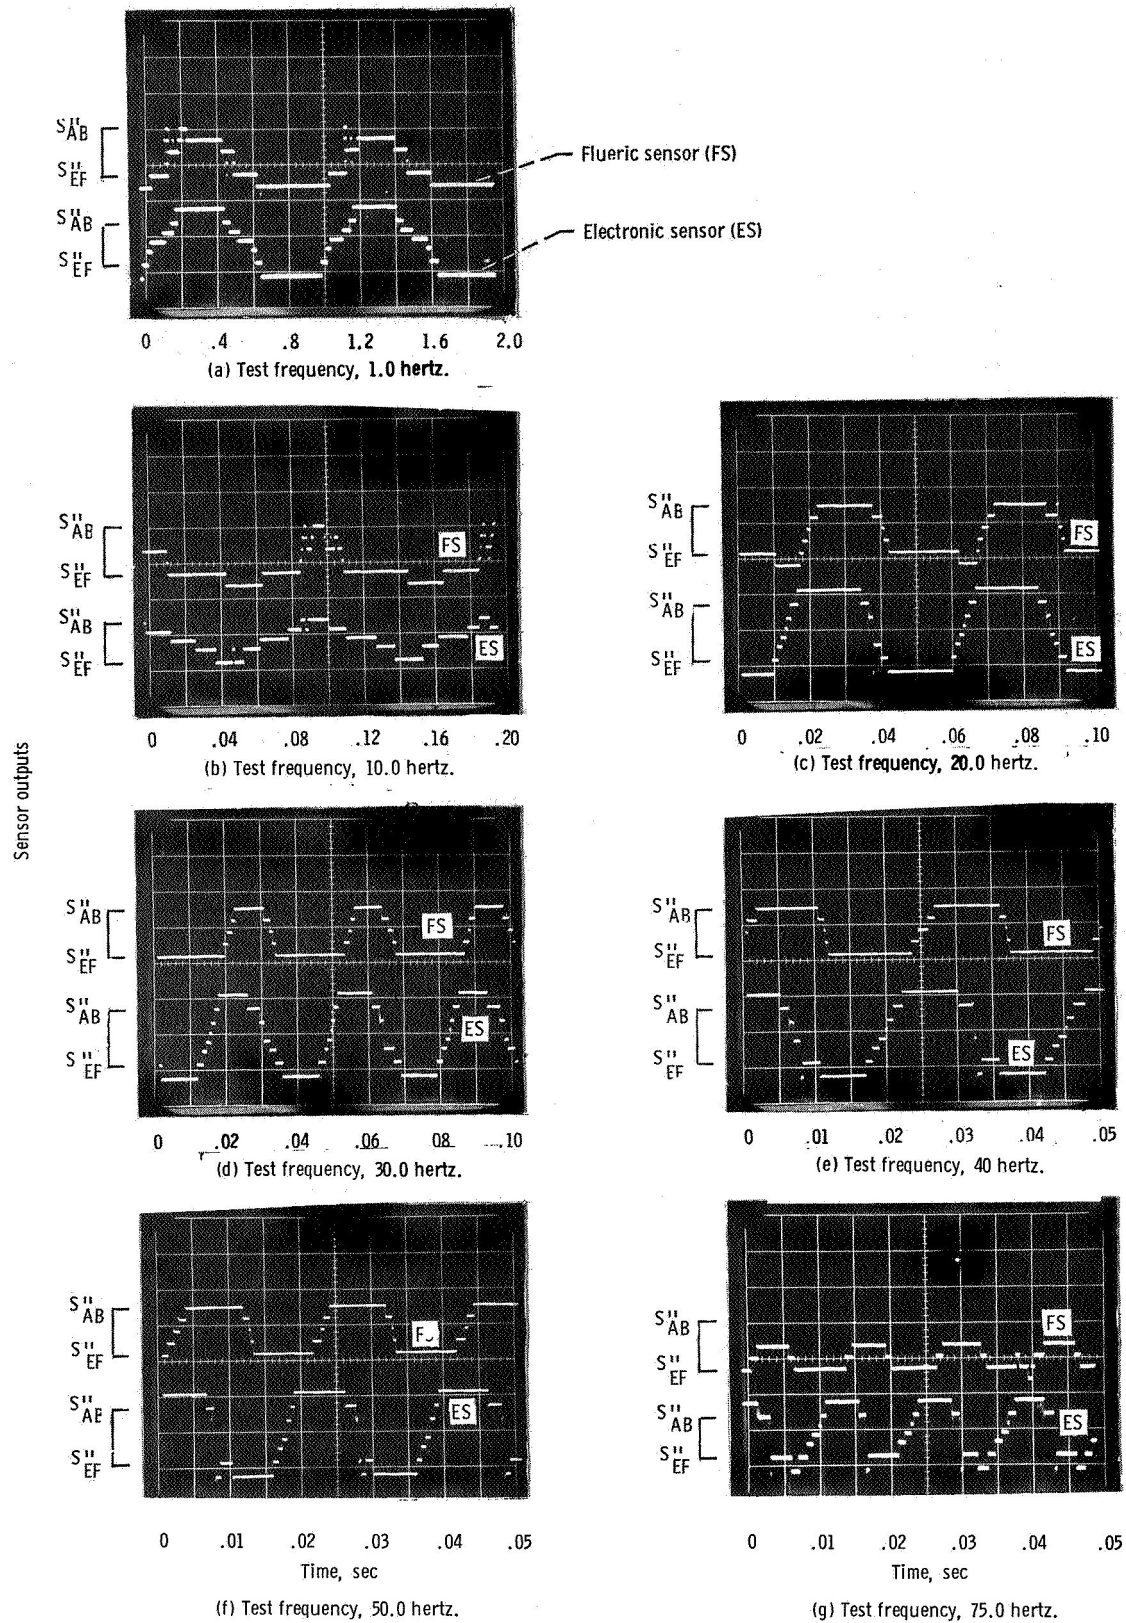 S"AB
S"EF
S"AB
S"EF
Flueric sensor (FS)
Electronic sensor (ES)
0 .4 .8 1.2 1.6 2.0
(a) Test frequency, 1.0 hertz.
S"AB
S"EF
S"AB
S"EF
FS
ES
0 .04 .08 .12 .16 .20
(b) Test frequency, 10.0 hertz.
S"AB
S"EF
S"AB
S"EF
FS
ES
0 .02 .04 .06 .08 .10
(c) Test frequency, 20.0 hertz.
Sensor outputs
S"AB
S"EF
S"AB
S"EF
FS
ES
0 .02 .04 .06 .08 .10
(d) Test frequency, 30.0 hertz.
S"AB
S"EF
S"AB
S"EF
FS
ES
0 .01 .02 .03 .04 .05
(e) Test frequency, 40 hertz.
S"AB
S"EF
S"AB
S"EF
ES
0 .01 .02 .03 .04 .05
Time, sec
(f) Test frequency, 50.0 hertz.
S"AB
S"EF
S"AB
S"EF
FS
ES
0 .01 .02 .03 .04 .05
Time, sec
(g) Test frequency, 75.0 hertz.